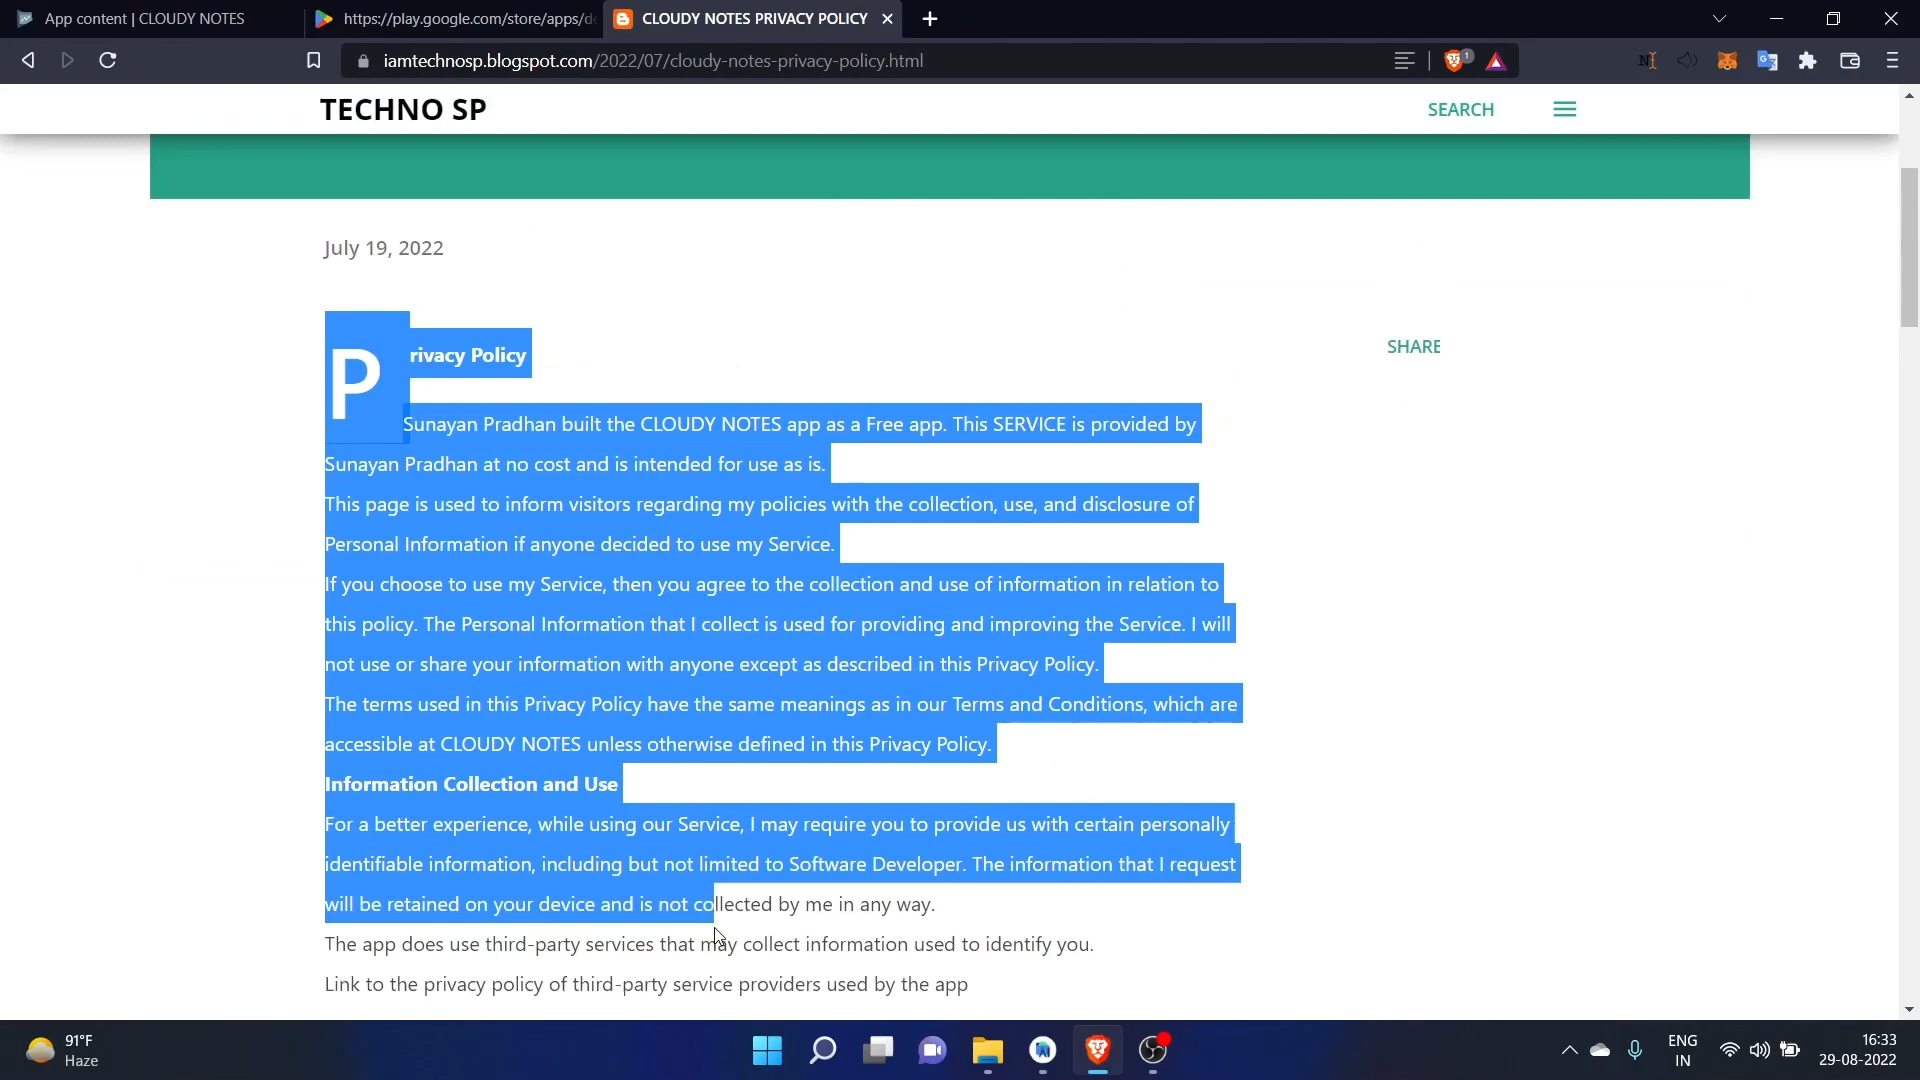 App content | CLOUDY NOTES
https://play.google.com/store/apps/de
CLOUDY NOTES PRIVACY POLICY
iamtechnosp.blogspot.com/2022/07/cloudy-notes-privacy-policy.html
1
TECHNO SP
SEARCH
July 19, 2022
Privacy Policy
SHARE
Sunayan Pradhan built the CLOUDY NOTES app as a Free app. This SERVICE is provided by
Sunayan Pradhan at no cost and is intended for use as is.
This page is used to inform visitors regarding my policies with the collection, use, and disclosure of
Personal Information if anyone decided to use my Service.
If you choose to use my Service, then you agree to the collection and use of information in relation to
this policy. The Personal Information that I collect is used for providing and improving the Service. I will
not use or share your information with anyone except as described in this Privacy Policy.
The terms used in this Privacy Policy have the same meanings as in our Terms and Conditions, which are
accessible at CLOUDY NOTES unless otherwise defined in this Privacy Policy.
Information Collection and Use
For a better experience, while using our Service, I may require you to provide us with certain personally
identifiable information, including but not limited to Software Developer. The information that I request
will be retained on your device and is not collected by me in any way.
The app does use third-party services that may collect information used to identify you.
Link to the privacy policy of third-party service providers used by the app
91°F
Haze
ENG
IN
16:33
29-08-2022